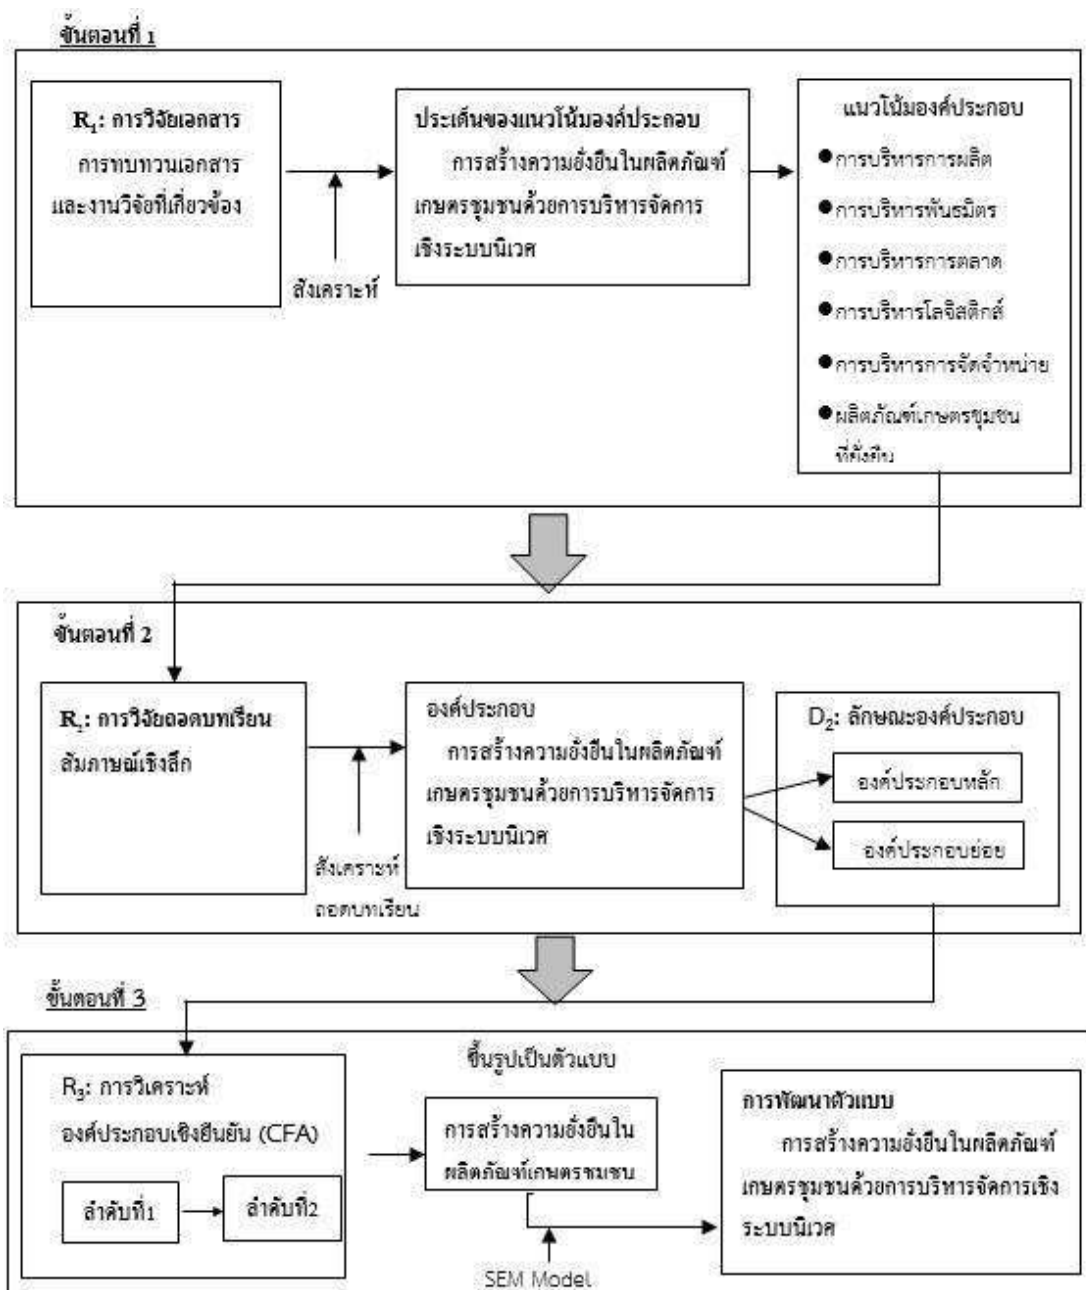 ขั้นตอนที่ 1
R₁: การวิจัยเอกสาร
การทบทวนเอกสาร
และงานวิจัยที่เกี่ยวข้อง
สังเคราะห์
ประเด็นของแนวโน้มองค์ประกอบ
การสร้างความยั่งยืนในผลิตภัณฑ์
เกษตรชุมชนด้วยการบริหารจัดการ
เชิงระบบนิเวศ
แนวโน้มองค์ประกอบ
●การบริหารการผลิต
●การบริหารพันธมิตร
●การบริหารการตลาด
●การบริหารโลจิสติกส์
●การบริหารการจัดจำหน่าย
●ผลิตภัณฑ์เกษตรชุมชน
ที่ยั่งยืน
ขั้นตอนที่ 2
R₂: การวิจัยถอดบทเรียน
สัมภาษณ์เชิงลึก
สังเคราะห์
ถอดบทเรียน
องค์ประกอบ
การสร้างความยั่งยืนในผลิตภัณฑ์
เกษตรชุมชนด้วยการบริหารจัดการ
เชิงระบบนิเวศ
D₂: ลักษณะองค์ประกอบ
องค์ประกอบหลัก
องค์ประกอบย่อย
ขั้นตอนที่ 3
R₃: การวิเคราะห์
องค์ประกอบเชิงยืนยัน (CFA)
ลำดับที่1
ลำดับที่2
ขึ้นรูปเป็นตัวแบบ
การสร้างความยั่งยืนใน
ผลิตภัณฑ์เกษตรชุมชน
SEM Model
การพัฒนาตัวแบบ
การสร้างความยั่งยืนในผลิตภัณฑ์
เกษตรชุมชนด้วยการบริหารจัดการเชิง
ระบบนิเวศ